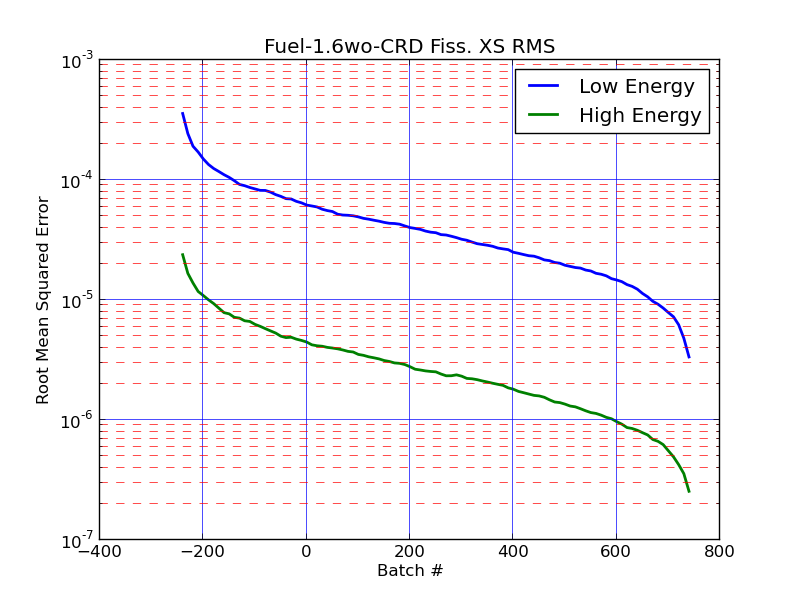 Fuel-1.6wo-CRD Fiss. XS RMS
Low Energy
High Energy
Root Mean Squared Error
10^-3
10^-4
10^-5
10^-6
10^-7
−400 −200 0 200 400 600 800
Batch #